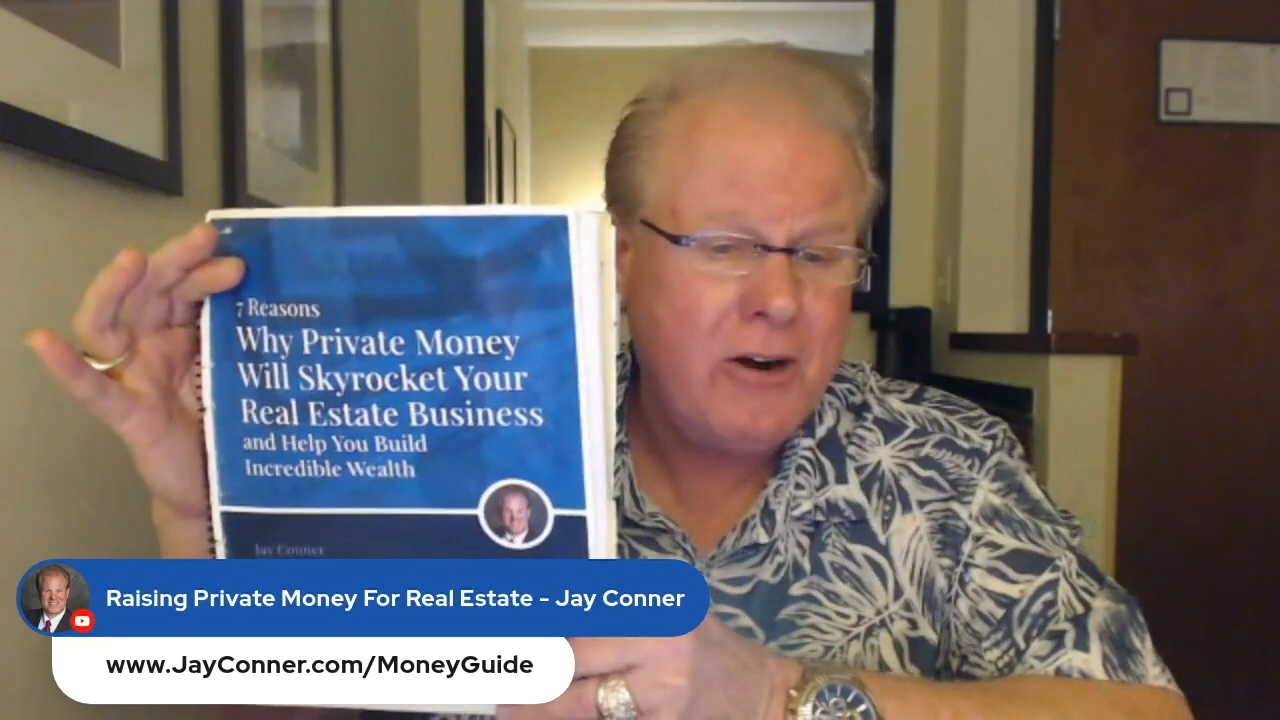 7 Reasons
Why Private Money
Will Skyrocket Your
Real Estate Business
and Help You Build
Incredible Wealth
Jay Conner
Raising Private Money For Real Estate - Jay Conner
www.JayConner.com/MoneyGuide